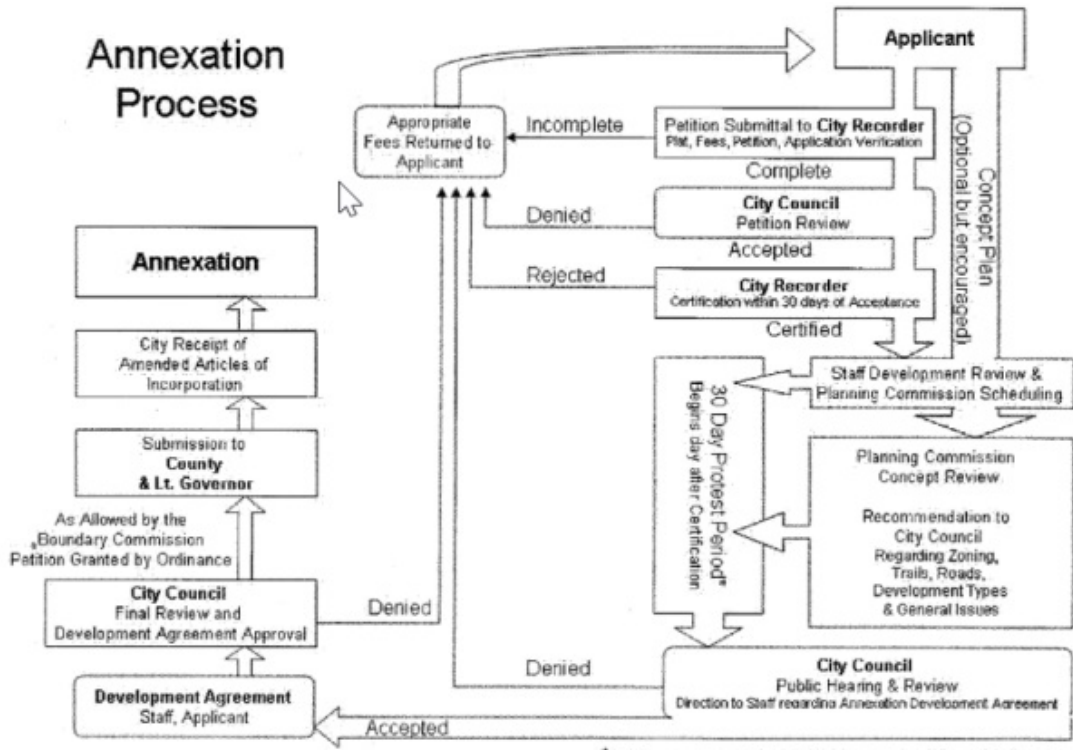 Annexation
Process
Applicant
Appropriate
Fees Returned to
Applicant
Incomplete
Petition Submittal to City Recorder
Plat, Fees, Petition, Application Verification
Complete
Concept Plan
(Optional but encouraged)
Denied
City Council
Petition Review
Accepted
Rejected
City Recorder
Certification within 30 days of Acceptance
Certified
Annexation
City Receipt of
Amended Articles of
Incorporation
Submission to
County
& Lt. Governor
As Allowed by the
Boundary Commission
Petition Granted by Ordinance
City Council
Final Review and
Development Agreement Approval
Denied
Development Agreement
Staff, Applicant
Staff Development Review &
Planning Commission Scheduling
30 Day Protest Period*
Begins day after Certification
Planning Commission
Concept Review
Recommendation to
City Council
Regarding Zoning,
Trails, Roads,
Development Types
& General Issues
Denied
City Council
Public Hearing & Review
Direction to Staff regarding Annexation Development Agreement
Accepted